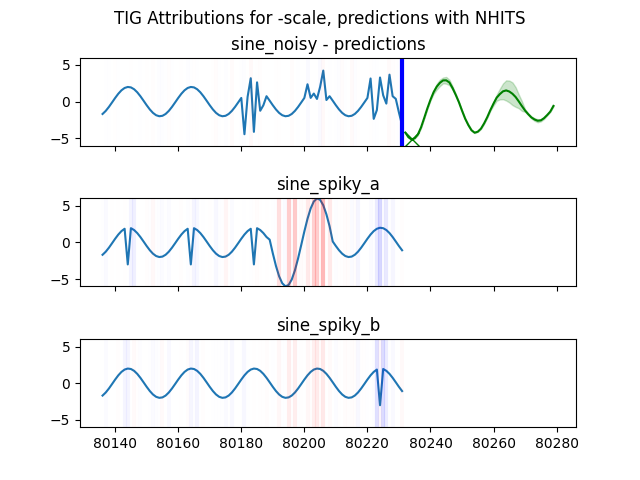 TIG Attributions for -scale, predictions with NHITS
sine_noisy - predictions
5
0
−5
sine_spiky_a
5
0
−5
sine_spiky_b
5
0
−5
80140 80160 80180 80200 80220 80240 80260 80280